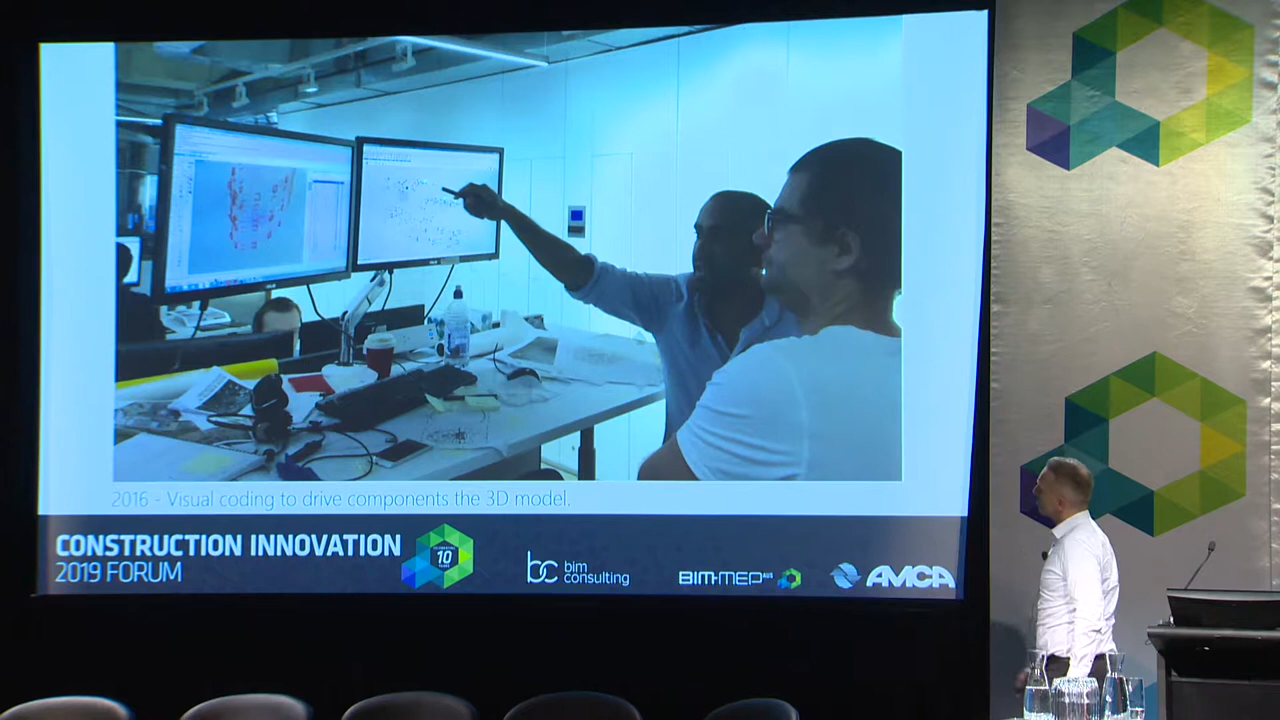 2016 - Visual coding to drive components the 3D model.
CONSTRUCTION INNOVATION
2019 FORUM
10
bc bim consulting
BIM-MEP AUS
AMCA